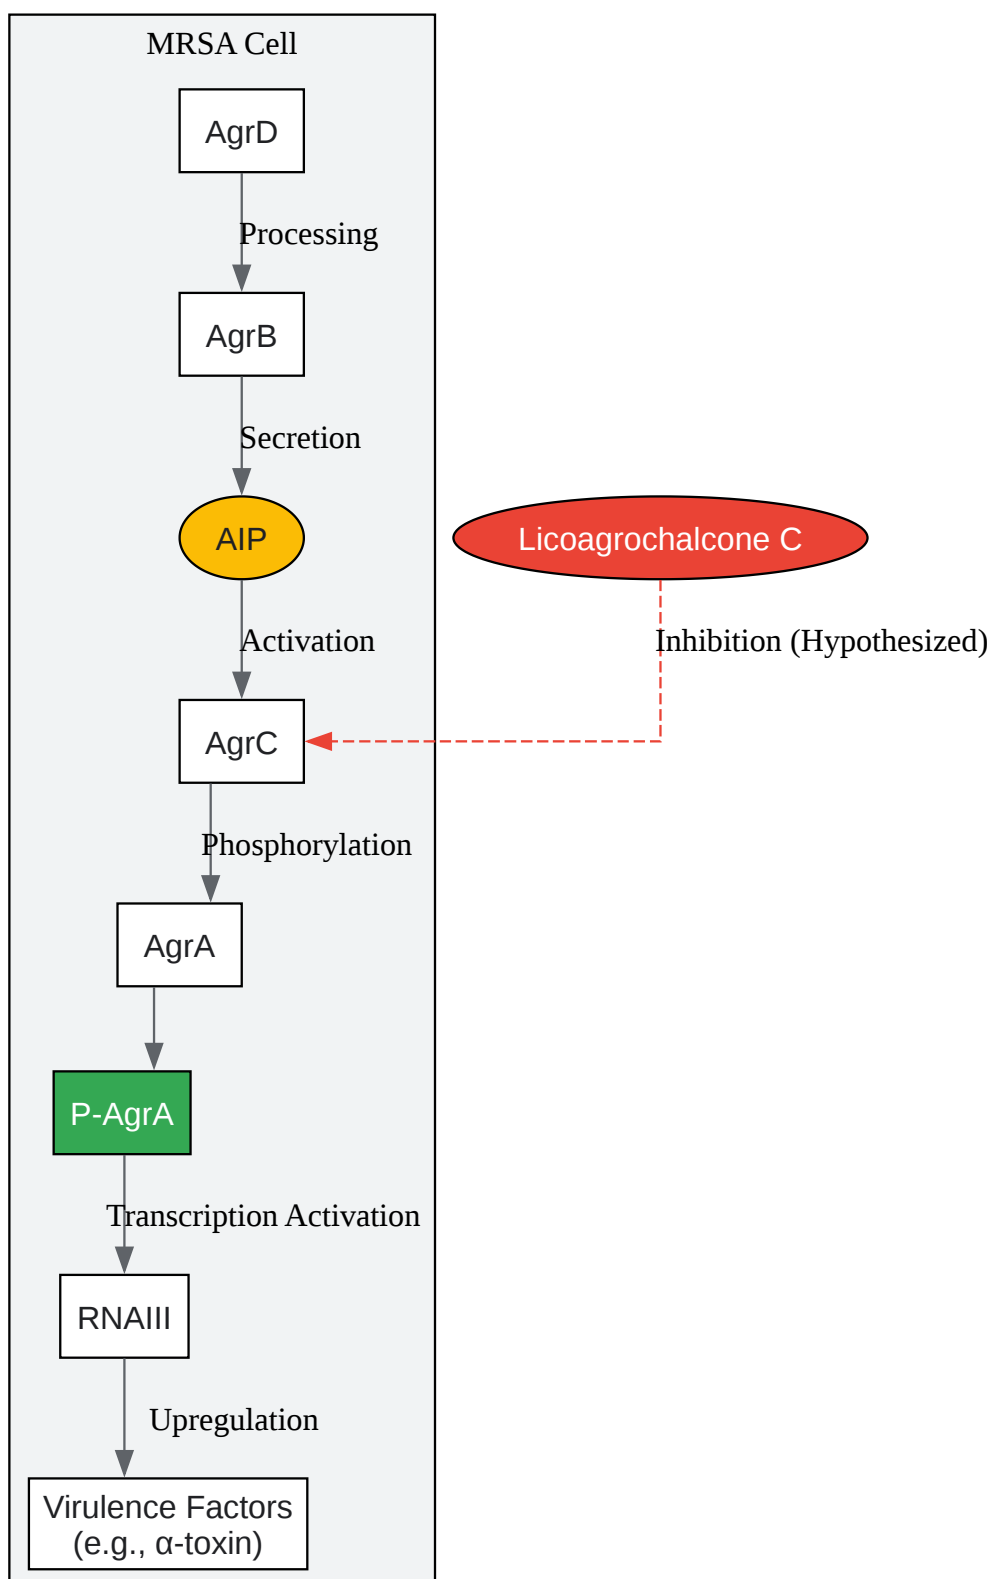 MRSA Cell
AgrD
Processing
AgrB
Secretion
AIP
Licoagrochalcone C
Activation
Inhibition (Hypothesized)
AgrC
Phosphorylation
AgrA
P-AgrA
Transcription Activation
RNAIII
Upregulation
Virulence Factors
(e.g., α-toxin)